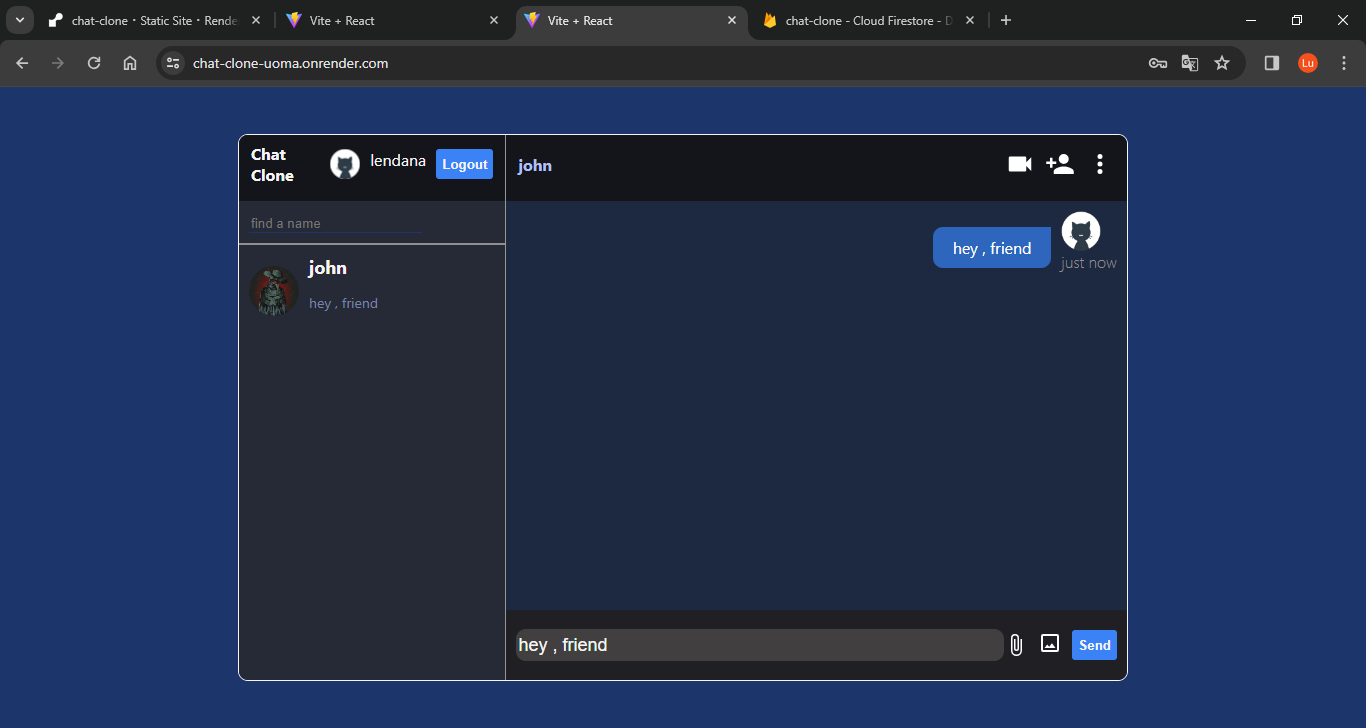 chat-clone · Static Site · Rende
Vite + React
Vite + React
chat-clone - Cloud Firestore - D
chat-clone-uoma.onrender.com
Lu
Chat
Clone
lendana
Logout
john
find a name
john
hey , friend
hey , friend
just now
hey , friend
Send